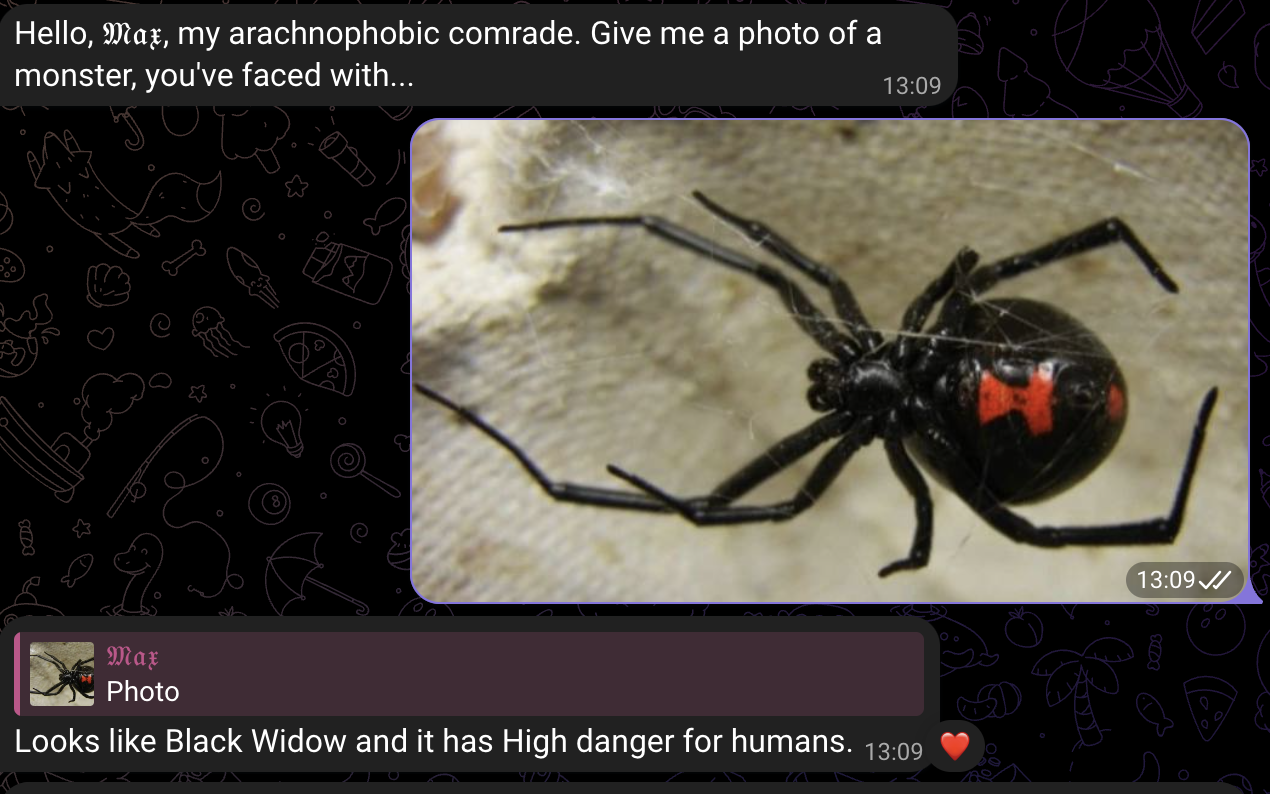 Hello, 𝕸𝖆𝖝, my arachnophobic comrade. Give me a photo of a
monster, you've faced with...
13:09
13:09
𝕸𝖆𝖝
Photo
Looks like Black Widow and it has High danger for humans.
13:09